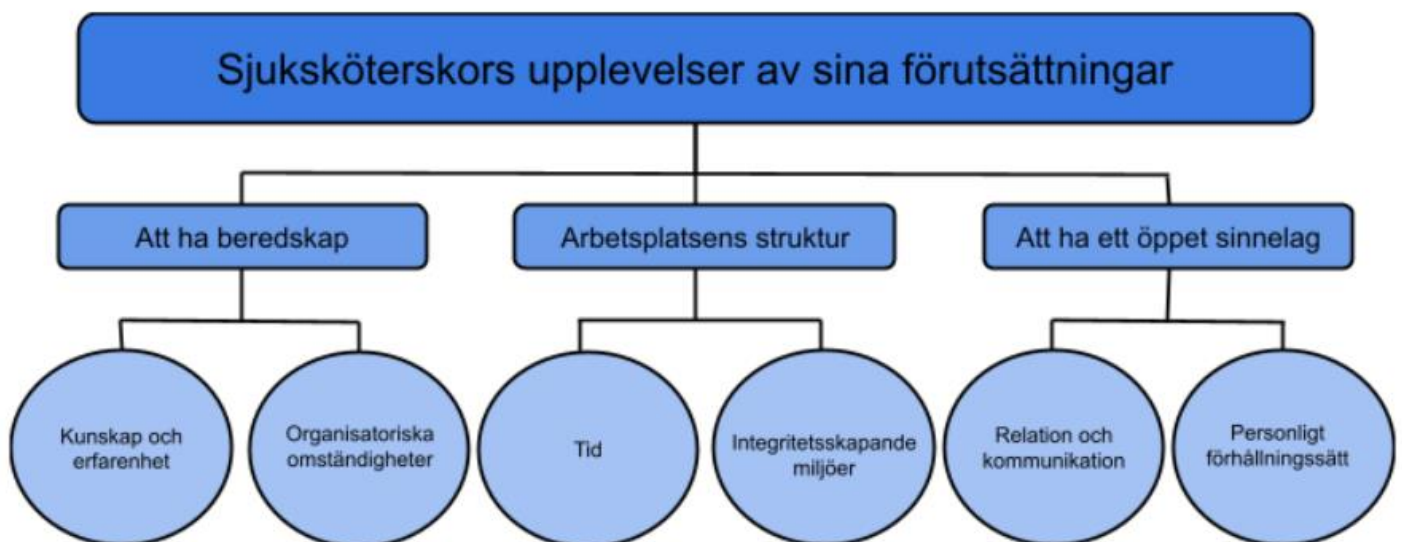 Sjuksköterskors upplevelser av sina förutsättningar
Att ha beredskap
Arbetsplatsens struktur
Att ha ett öppet sinnelag
Kunskap och
erfarenhet
Organisatoriska
omständigheter
Tid
Integritetsskapande
miljöer
Relation och
kommunikation
Personligt
förhållningssätt